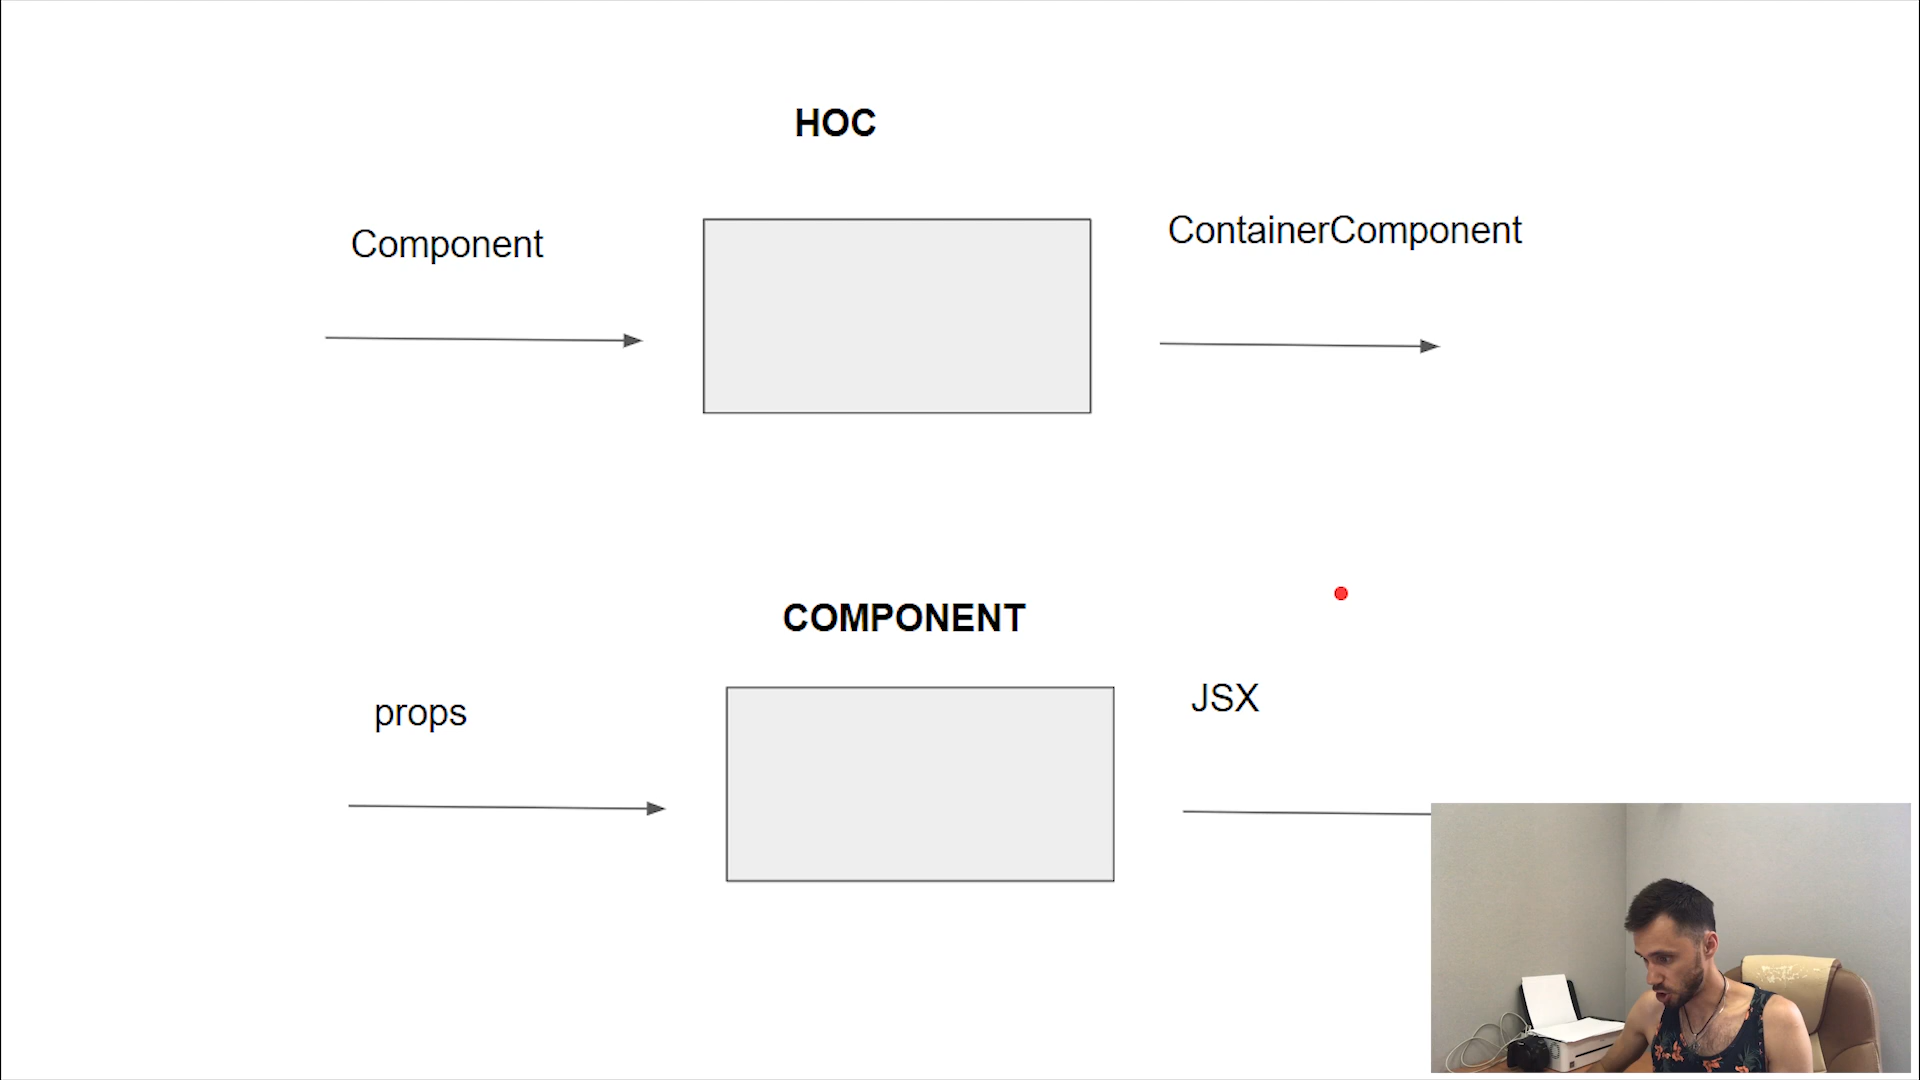 HOC
Component
ContainerComponent
COMPONENT
props
JSX